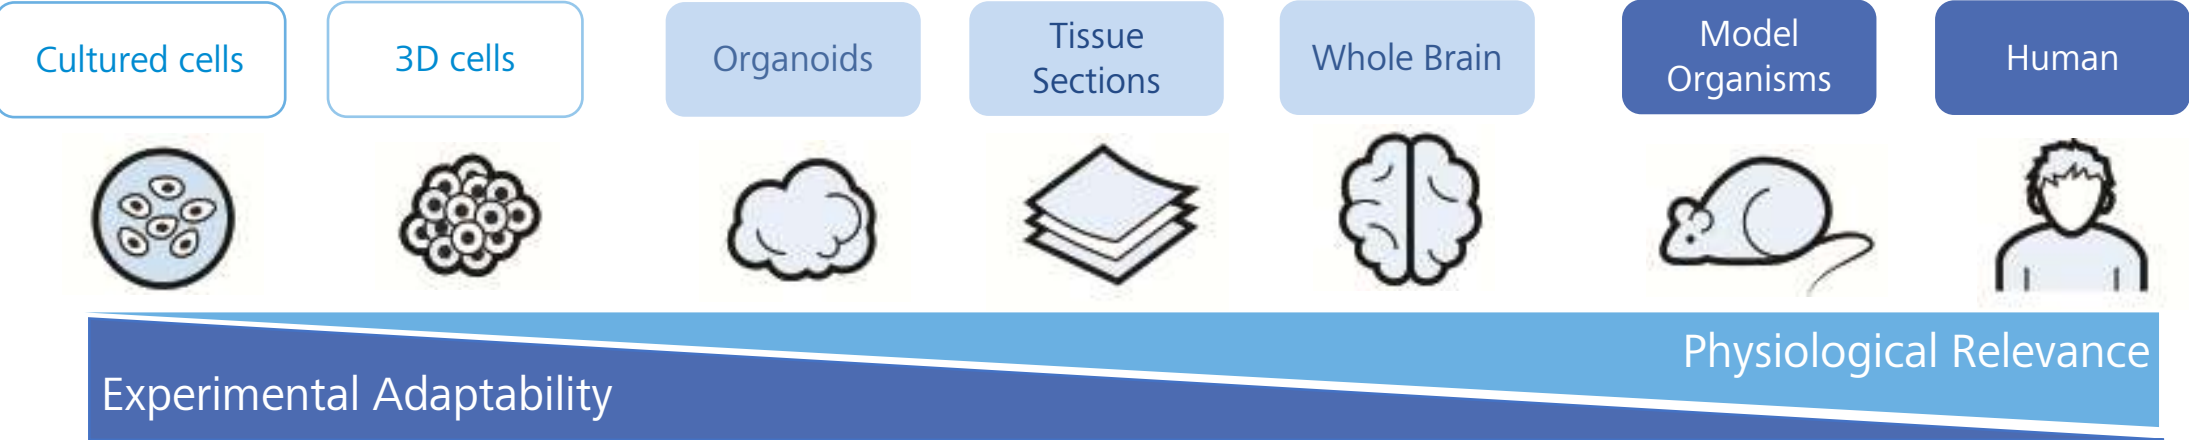 Cultured cells
3D cells
Organoids
Tissue
Sections
Whole Brain
Model
Organisms
Human
Physiological Relevance
Experimental Adaptability